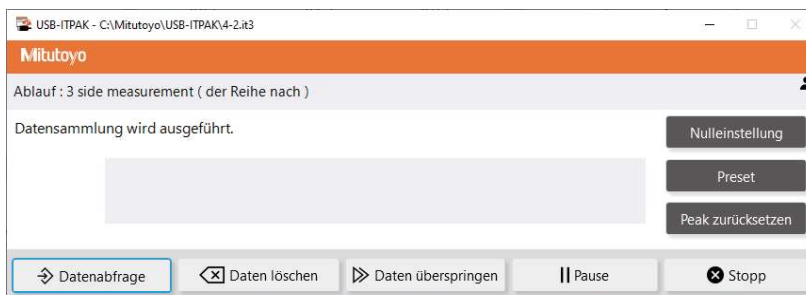 USB-ITPAK - C:\Mitutoyo\USB-ITPAK\4-2.it3
Mitutoyo
Ablauf : 3 side measurement ( der Reihe nach )
Datensammlung wird ausgeführt.
Nulleinstellung
Preset
Peak zurücksetzen
Datenabfrage
Daten löschen
Daten überspringen
Pause
Stopp